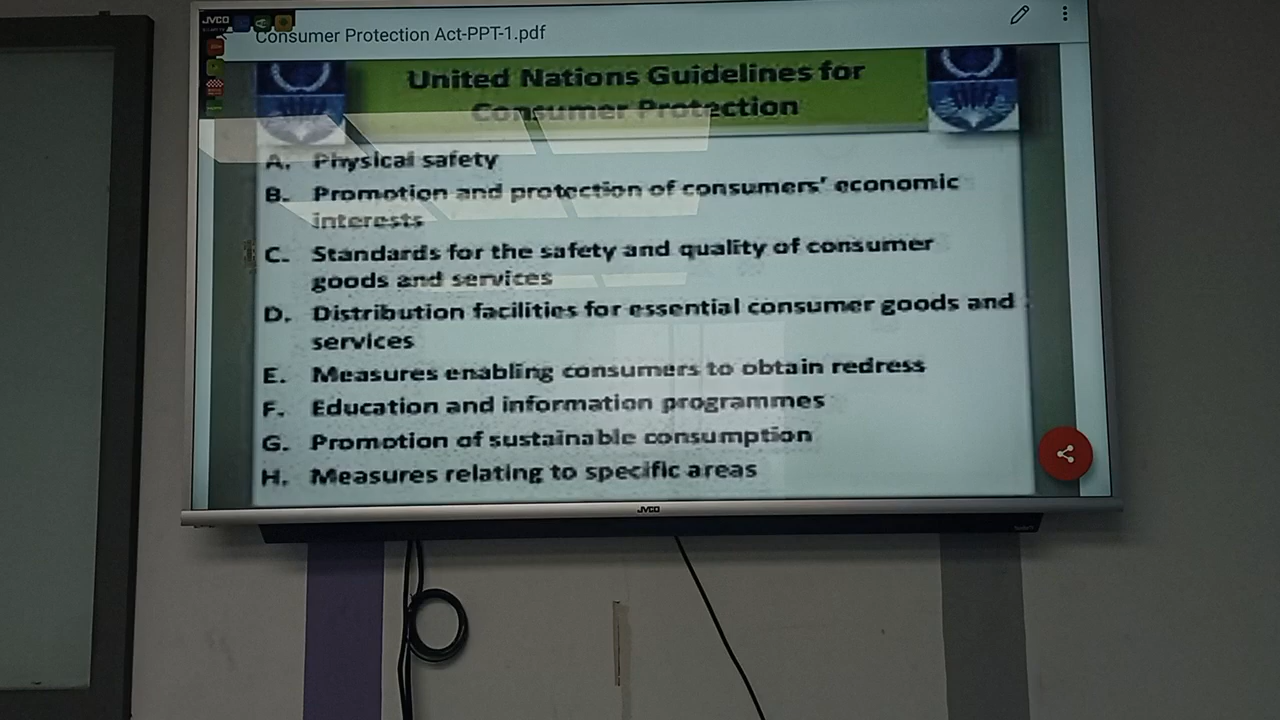 JVCO
Consumer Protection Act-PPT-1.pdf
United Nations Guidelines for
Consumer Protection
A. Physical safety
B. Promotion and protection of consumers' economic
interests
C. Standards for the safety and quality of consumer
goods and services
D. Distribution facilities for essential consumer goods and
services
E. Measures enabling consumers to obtain redress
F. Education and information programmes
G. Promotion of sustainable consumption
H. Measures relating to specific areas
JVCO